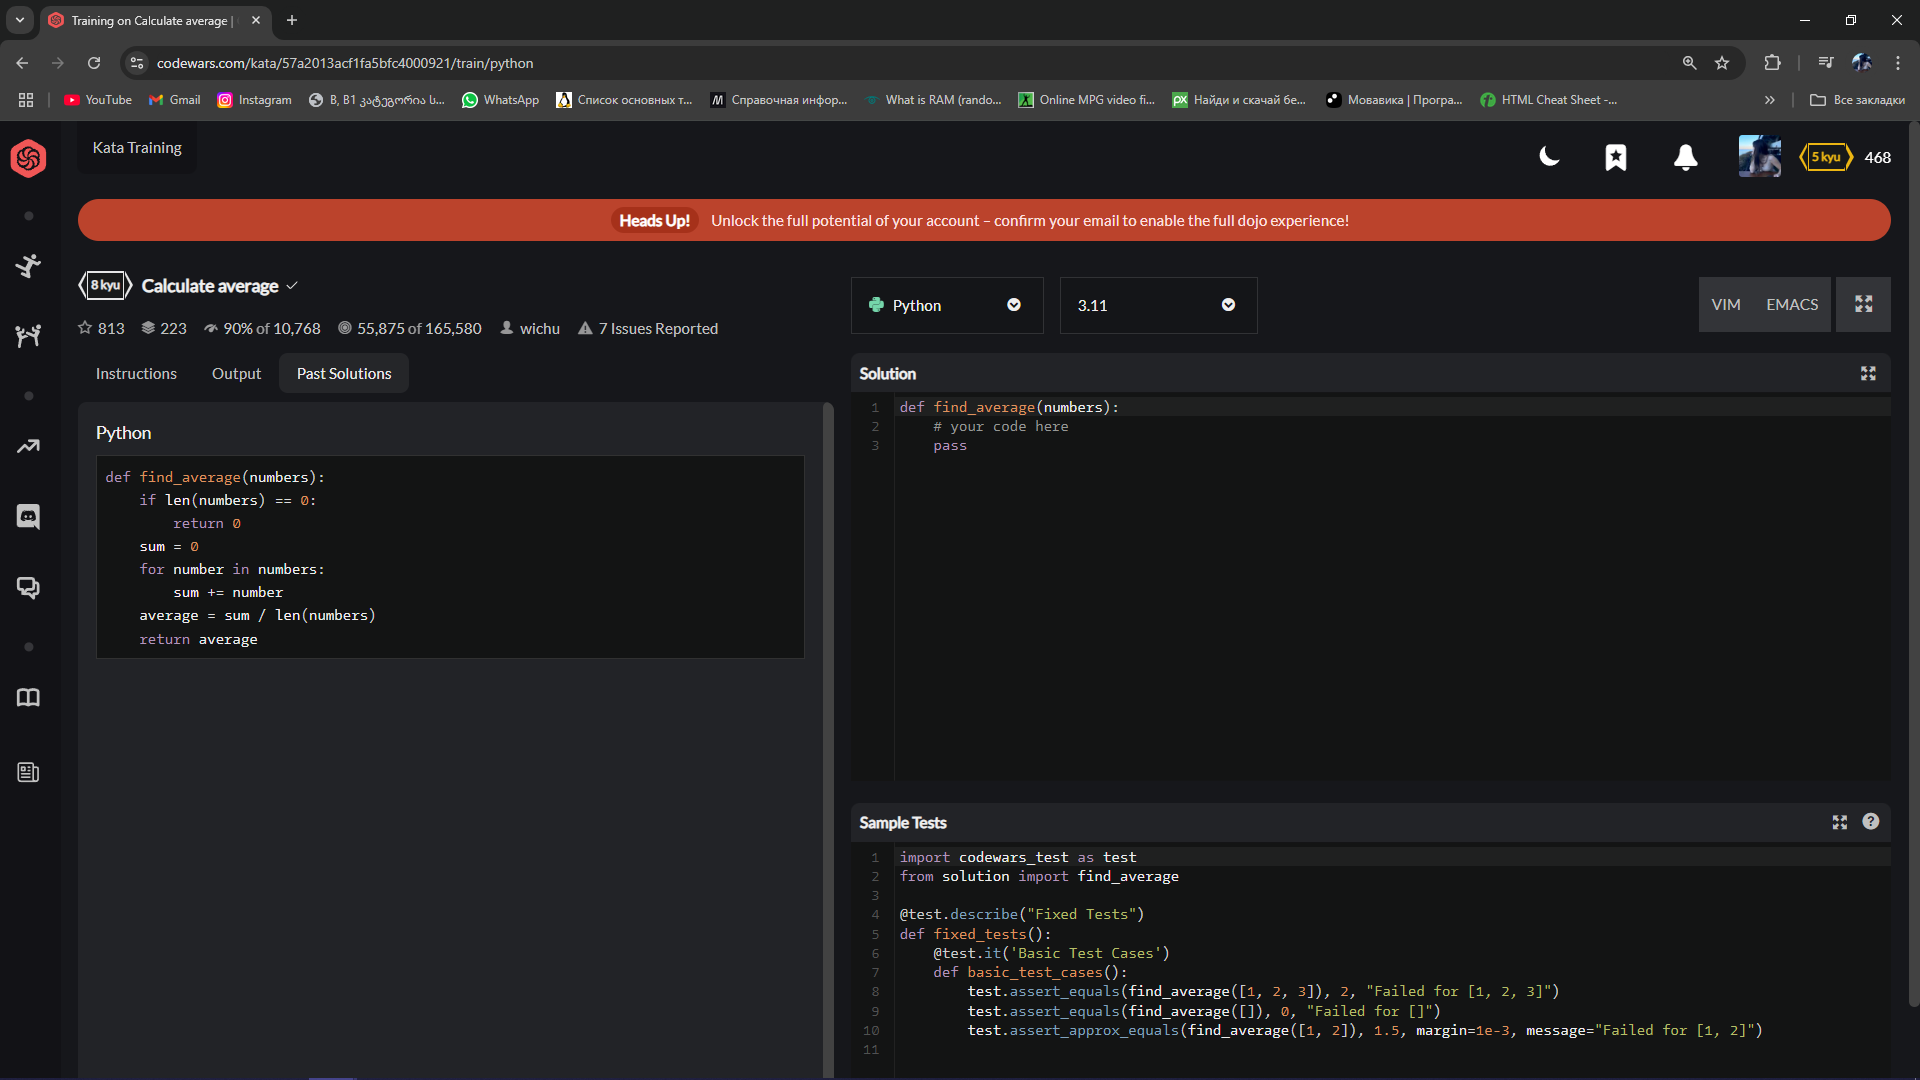 Training on Calculate average |
codewars.com/kata/57a2013acf1fa5bfc4000921/train/python
YouTube
Gmail
Instagram
B, B1 კატეგორია ს...
WhatsApp
Список основных т...
Справочная инфор...
What is RAM (rando...
Online MPG video fi...
Найди и скачай бе...
Мовавика | Програ...
HTML Cheat Sheet -...
Все закладки
Kata Training
5 kyu
468
Heads Up! Unlock the full potential of your account – confirm your email to enable the full dojo experience!
8 kyu Calculate average
813 223 90% of 10,768 55,875 of 165,580 wichu 7 Issues Reported
Instructions Output Past Solutions
Python
def find_average(numbers):
    if len(numbers) == 0:
        return 0
    sum = 0
    for number in numbers:
        sum += number
    average = sum / len(numbers)
    return average
Python
3.11
VIM EMACS
Solution
1 def find_average(numbers):
2     # your code here
3     pass
Sample Tests
1 import codewars_test as test
2 from solution import find_average
3
4 @test.describe("Fixed Tests")
5 def fixed_tests():
6     @test.it('Basic Test Cases')
7     def basic_test_cases():
8         test.assert_equals(find_average([1, 2, 3]), 2, "Failed for [1, 2, 3]")
9         test.assert_equals(find_average([]), 0, "Failed for []")
10         test.assert_approx_equals(find_average([1, 2]), 1.5, margin=1e-3, message="Failed for [1, 2]")
11